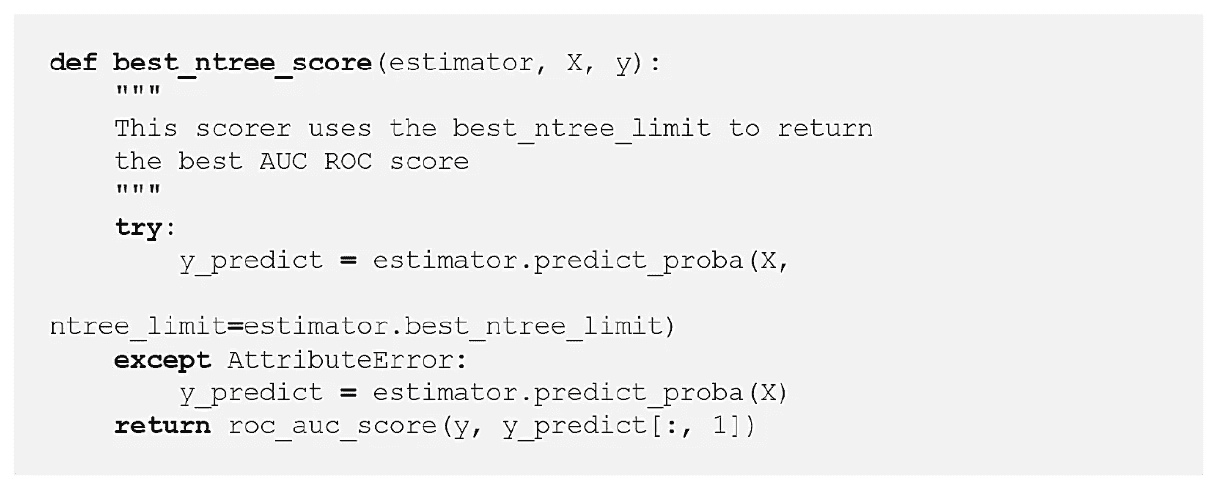 def best_ntree_score(estimator, X, y):
    """
    This scorer uses the best_ntree_limit to return
    the best AUC ROC score
    """
    try:
        y_predict = estimator.predict_proba(X,
ntree_limit=estimator.best_ntree_limit)
    except AttributeError:
        y_predict = estimator.predict_proba(X)
    return roc_auc_score(y, y_predict[:, 1])